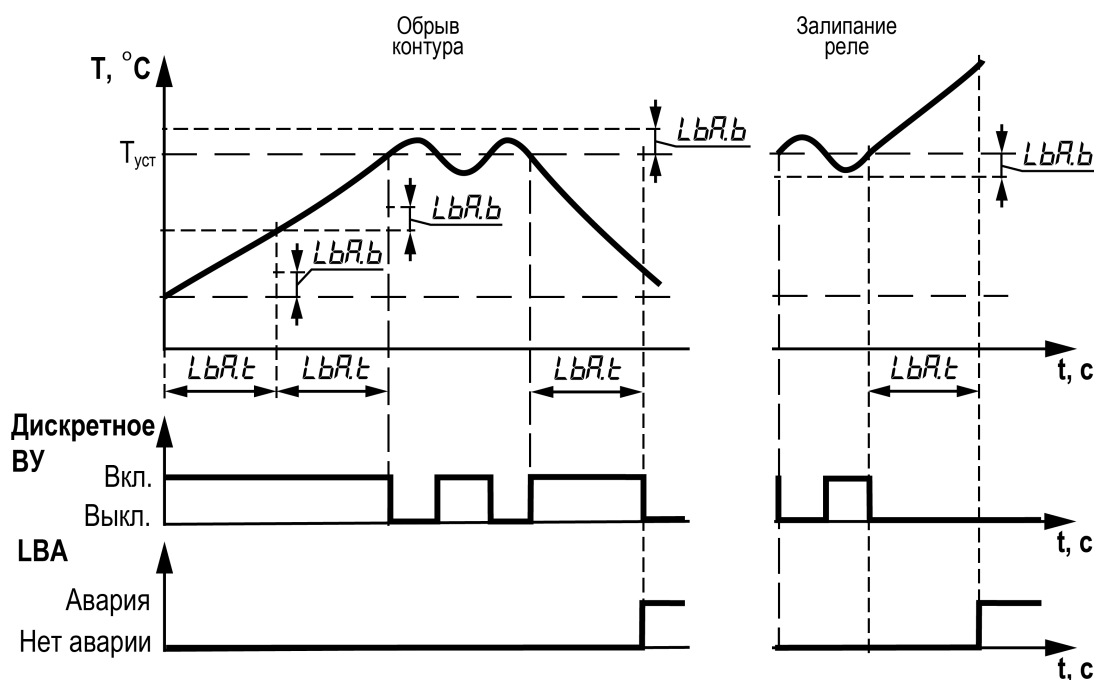 Обрыв
контура
Залипание
реле
T, °C
Tуст
LbA.b
LbA.b
LbA.b
LbA.b
LbA.t
LbA.t
LbA.t
LbA.t
t, c
Дискретное
ВУ
Вкл.
Выкл.
t, c
LBA
Авария
Нет аварии
t, c